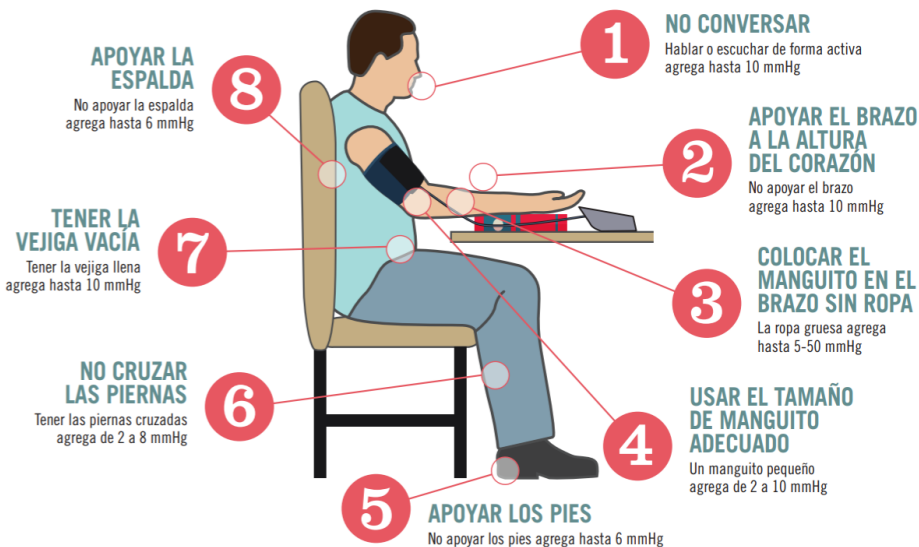 1
NO CONVERSAR
Hablar o escuchar de forma activa
agrega hasta 10 mmHg
2
APOYAR EL BRAZO
A LA ALTURA
DEL CORAZÓN
No apoyar el brazo
agrega hasta 10 mmHg
3
COLOCAR EL
MANGUITO EN EL
BRAZO SIN ROPA
La ropa gruesa agrega
hasta 5-50 mmHg
4
USAR EL TAMAÑO
DE MANGUITO
ADECUADO
Un manguito pequeño
agrega de 2 a 10 mmHg
5
APOYAR LOS PIES
No apoyar los pies agrega hasta 6 mmHg
6
NO CRUZAR
LAS PIERNAS
Tener las piernas cruzadas
agrega de 2 a 8 mmHg
7
TENER LA
VEJIGA VACÍA
Tener la vejiga llena
agrega hasta 10 mmHg
8
APOYAR LA
ESPALDA
No apoyar la espalda
agrega hasta 6 mmHg